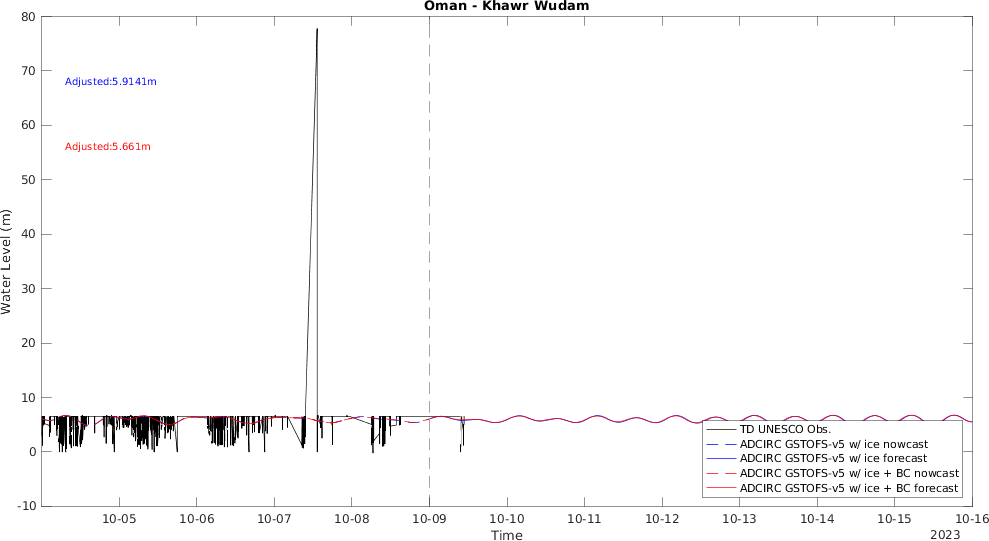 Oman - Khawr Wudam
80
70
60
50
40
30
20
10
0
-10
Water Level (m)
Adjusted:5.9141m
Adjusted:5.661m
TD UNESCO Obs.
ADCIRC GSTOFS-v5 w/ ice nowcast
ADCIRC GSTOFS-v5 w/ ice forecast
ADCIRC GSTOFS-v5 w/ ice + BC nowcast
ADCIRC GSTOFS-v5 w/ ice + BC forecast
10-05 10-06 10-07 10-08 10-09 10-10 10-11 10-12 10-13 10-14 10-15 10-16
Time
2023